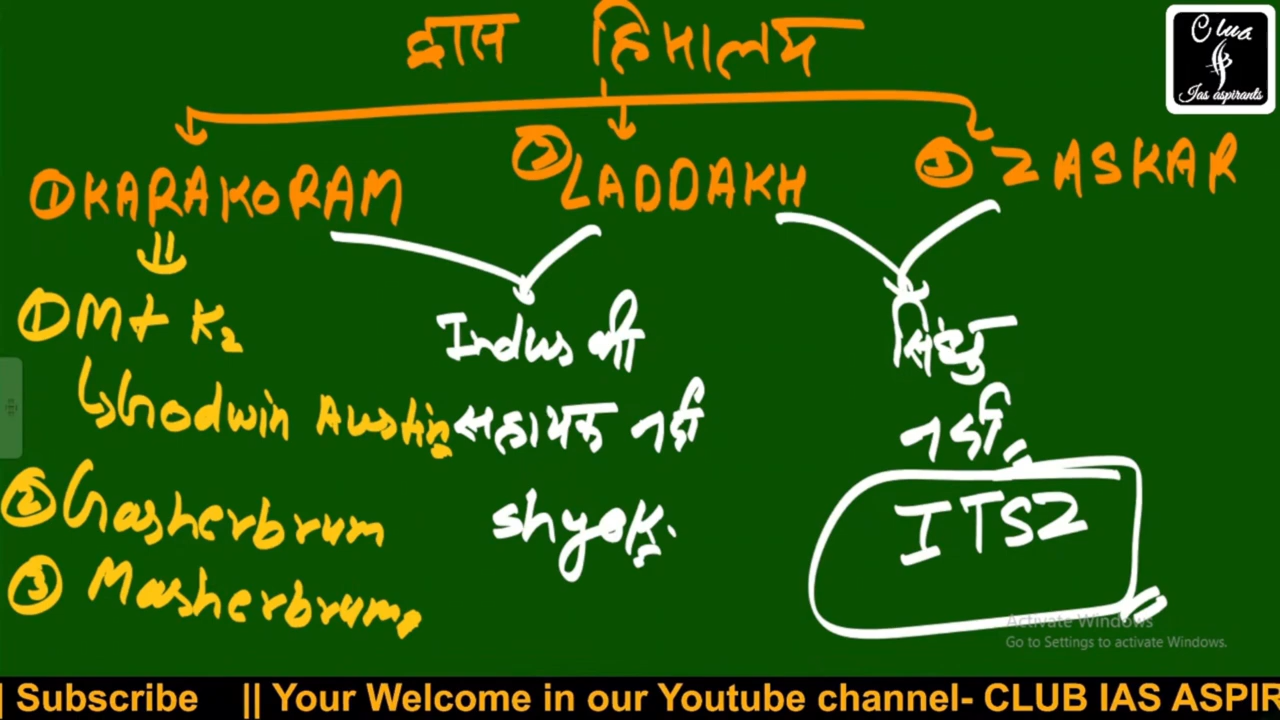 ट्रांस हिमालय
Clua
Ias aspirants
① KARAKORAM
② LADDAKH
③ ZASKAR
① Mt K2
Godwin Austin
② Gasherbrum
③ Masherbrum
Indus की
सहायक नदी
shyok
सिंधु
नदी
ITSZ
Activate Windows
Go to Settings to activate Windows.
| Subscribe || Your Welcome in our Youtube channel- CLUB IAS ASPIR